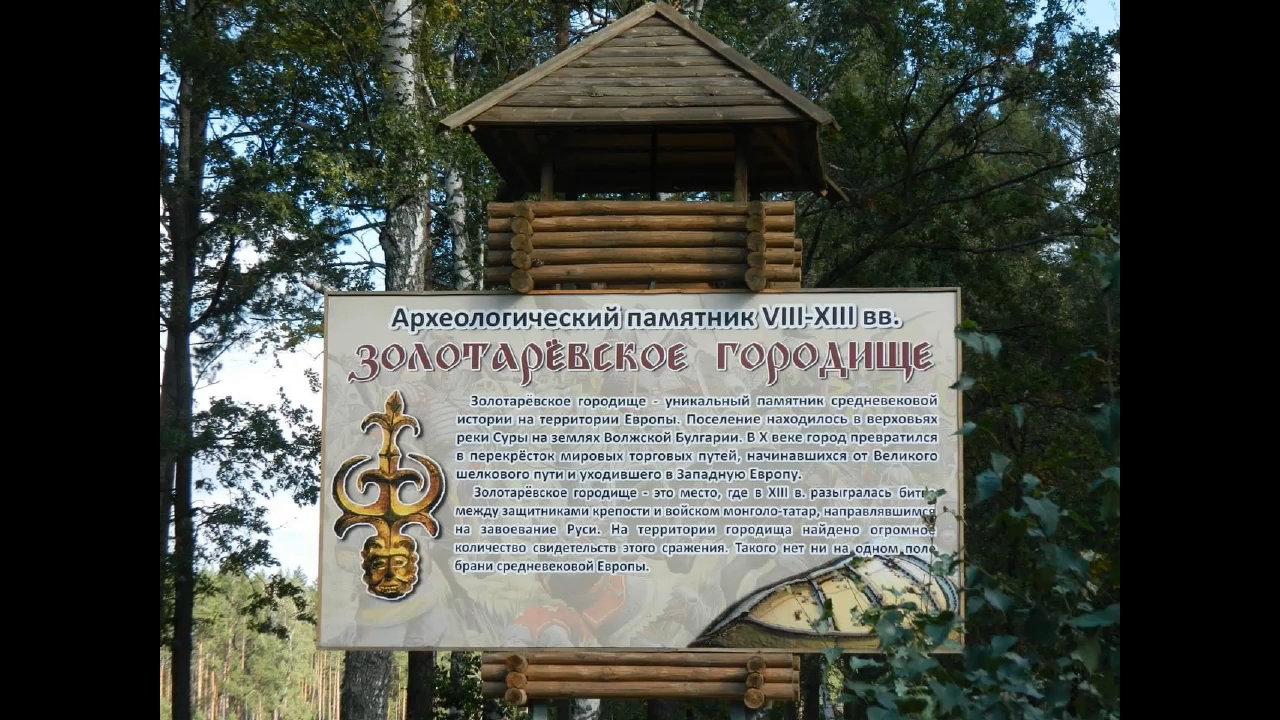 Археологический памятник VIII-XIII вв.
ЗОЛОТАРЁВСКОЕ ГОРОДИЩЕ
Золотарёвское городище - уникальный памятник средневековой
истории на территории Европы. Поселение находилось в верховьях
реки Суры на землях Волжской Булгарии. В X веке город превратился
в перекрёсток мировых торговых путей, начинавшихся от Великого
шелкового пути и уходившего в Западную Европу.
Золотарёвское городище - это место, где в XIII в. разыгралась битва
между защитниками крепости и войском монголо-татар, направлявшимся
на завоевание Руси. На территории городища найдено огромное
количество свидетельств этого сражения. Такого нет ни на одном поле
брани средневековой Европы.